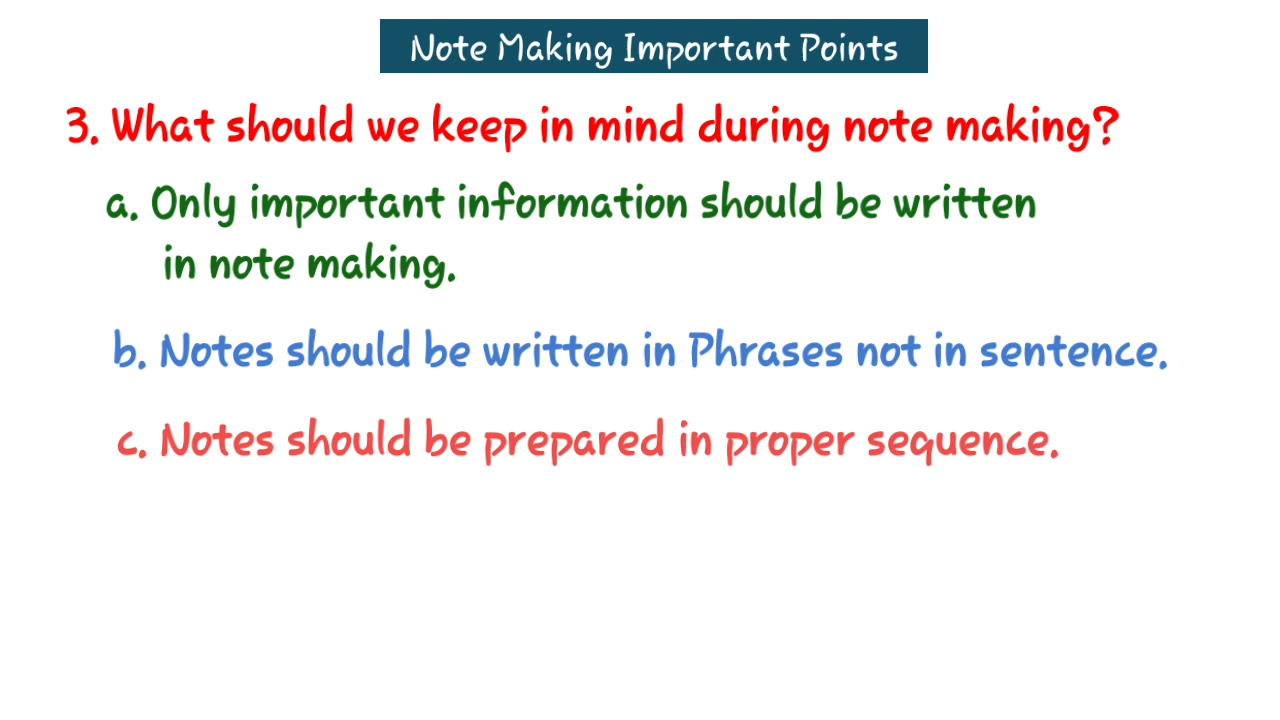 Note Making Important Points
3. What should we keep in mind during note making?
a. Only important information should be written
in note making.
b. Notes should be written in Phrases not in sentence.
c. Notes should be prepared in proper sequence.